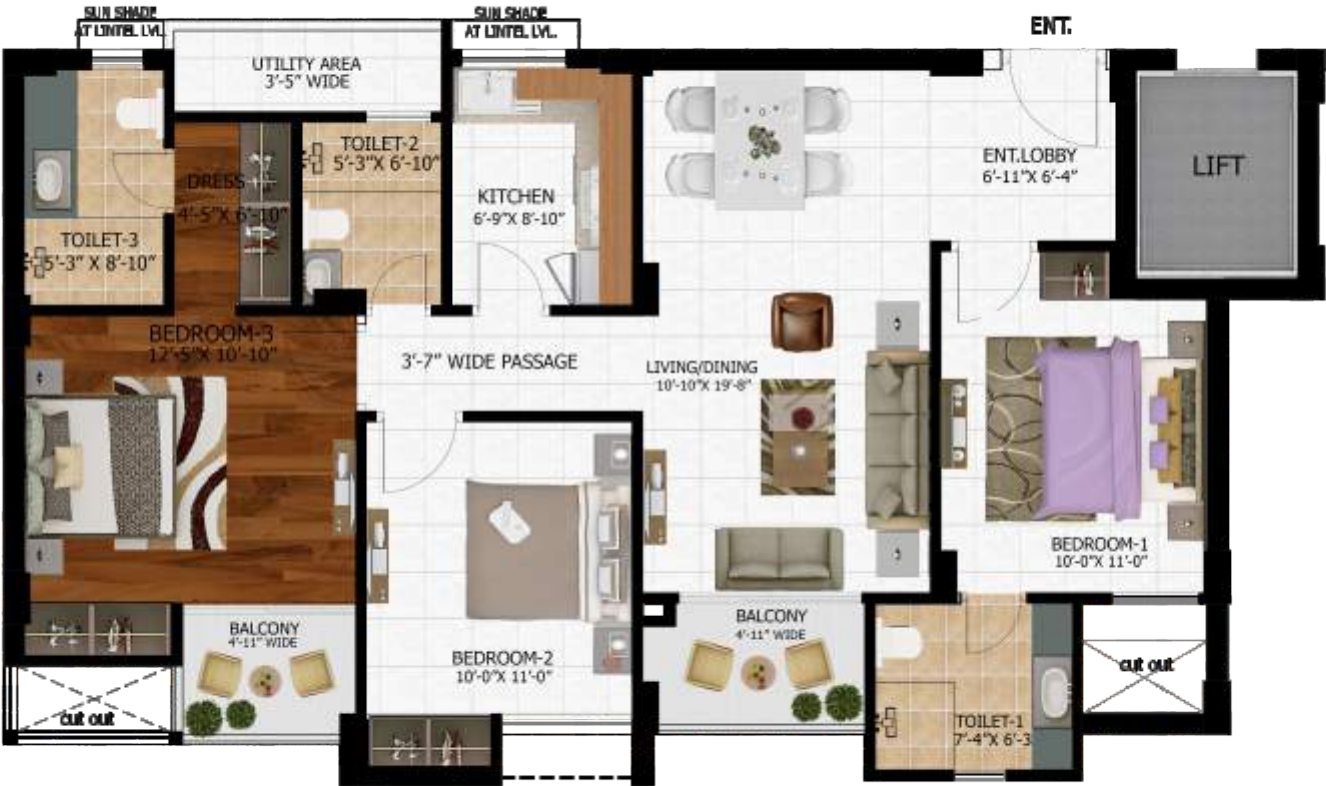 SUN SHADE
AT LINTEL LVL.
SUN SHADE
AT LINTEL LVL.
ENT.
UTILITY AREA
3'-5" WIDE
TOILET-2
5'-3"X 6'-10"
DRESS
4'-5"X 6'-10"
KITCHEN
6'-9"X 8'-10"
ENT.LOBBY
6'-11"X 6'-4"
LIFT
TOILET-3
5'-3" X 8'-10"
BEDROOM-3
12'-5"X 10'-10"
3'-7" WIDE PASSAGE
LIVING/DINING
10'-10"X 19'-8"
BEDROOM-1
10'-0"X 11'-0"
BALCONY
4'-11" WIDE
BEDROOM-2
10'-0"X 11'-0"
BALCONY
4'-11" WIDE
cut out
cut out
TOILET-1
7'-4"X 6'-3